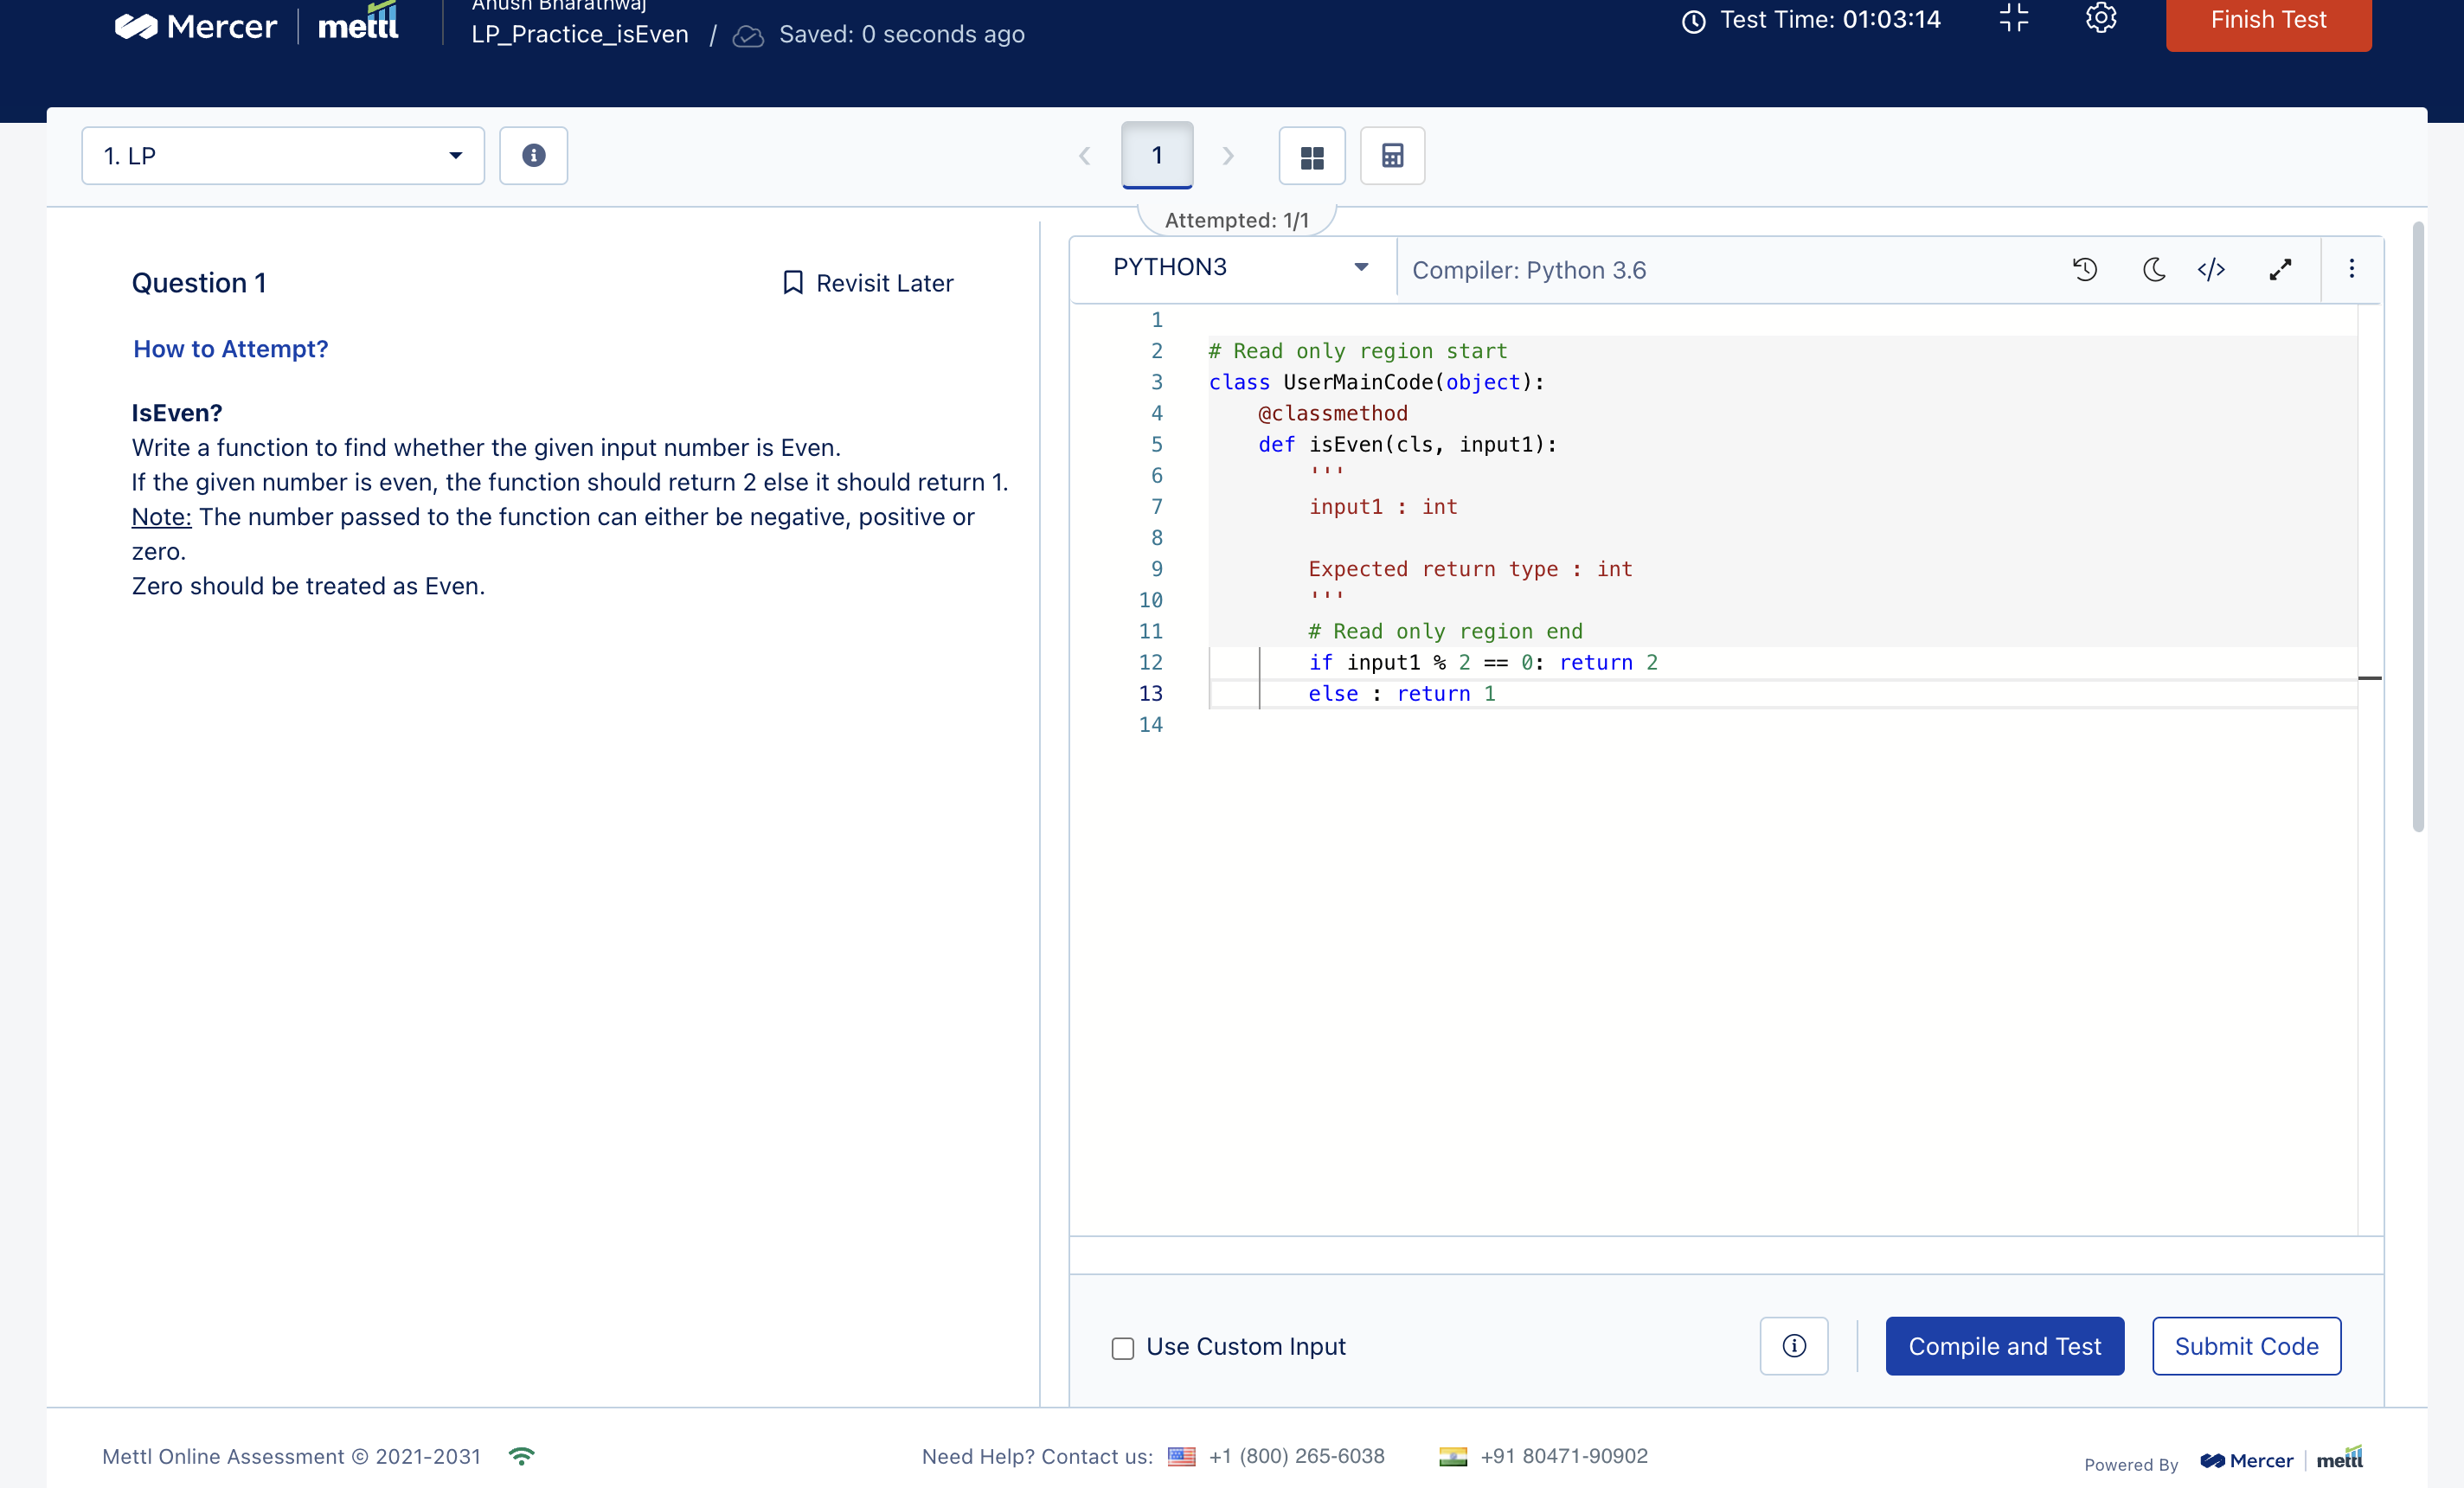 Mercer | mettl
Anush Bharathwaj
LP_Practice_isEven / Saved: 0 seconds ago
Test Time: 01:03:14
Finish Test
1. LP
1
Attempted: 1/1
Question 1
Revisit Later
How to Attempt?
IsEven?
Write a function to find whether the given input number is Even.
If the given number is even, the function should return 2 else it should return 1.
Note: The number passed to the function can either be negative, positive or
zero.
Zero should be treated as Even.
PYTHON3
Compiler: Python 3.6
1
2 # Read only region start
3 class UserMainCode(object):
4     @classmethod
5     def isEven(cls, input1):
6         '''
7         input1 : int
8
9         Expected return type : int
10         '''
11         # Read only region end
12         if input1 % 2 == 0: return 2
13         else : return 1
14
Use Custom Input
Compile and Test
Submit Code
Mettl Online Assessment © 2021-2031
Need Help? Contact us: +1 (800) 265-6038 +91 80471-90902
Powered By Mercer | mettl